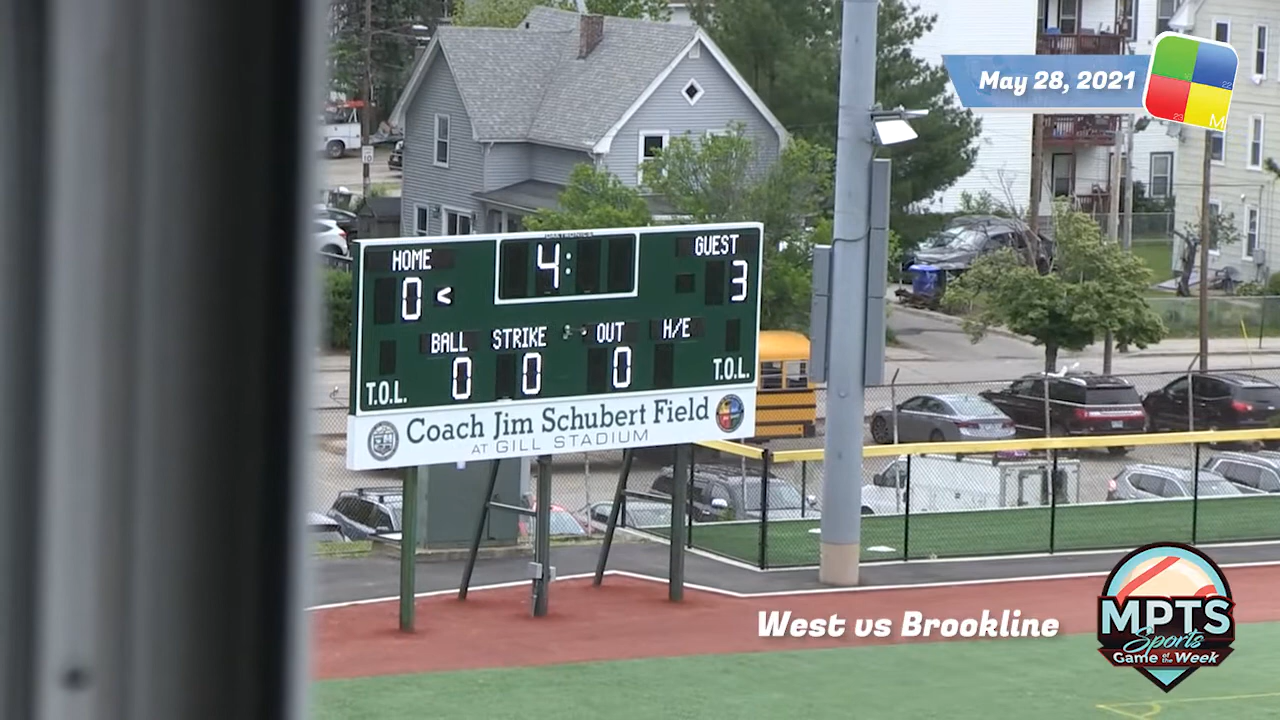 May 28, 2021
M
HOME
4:
GUEST
0 <
3
BALL STRIKE OUT H/E
0 0 0
T.O.L.
T.O.L.
Coach Jim Schubert Field
AT GILL STADIUM
West vs Brookline
MPTS
Sports
Game of the Week